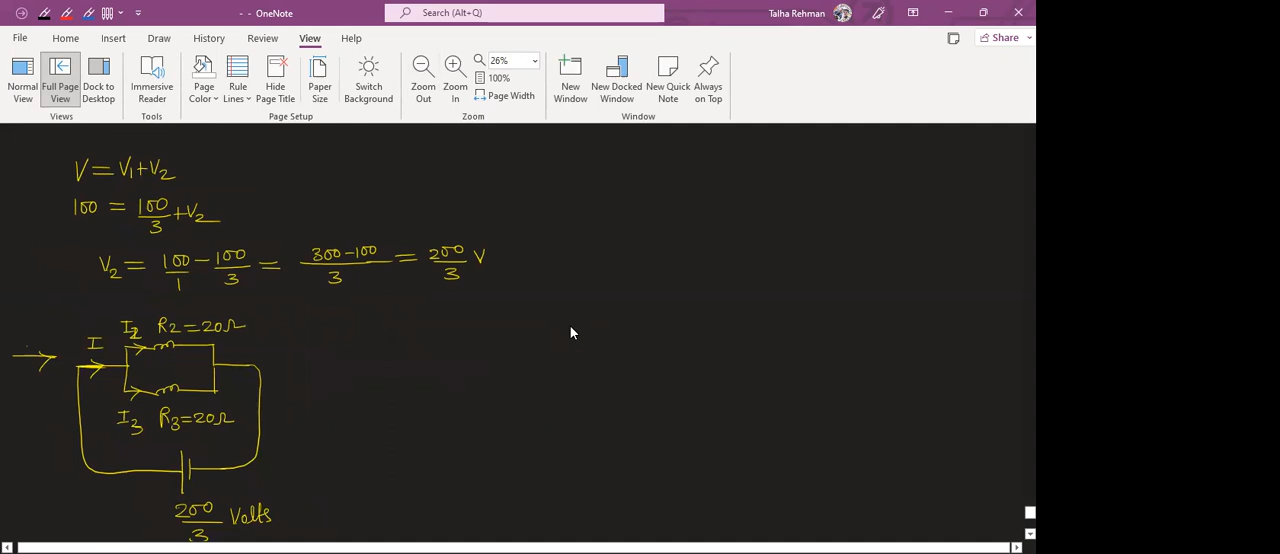 - - OneNote
Search (Alt+Q)
Talha Rehman
File Home Insert Draw History Review View Help
Share
26%
100%
Page Width
Normal View
Full Page View
Dock to Desktop
Immersive Reader
Page Color
Rule Lines
Hide Page Title
Paper Size
Switch Background
Zoom Out
Zoom In
New Window
New Docked Window
New Quick Note
Always on Top
Views Tools Page Setup Zoom Window
V = V₁ + V₂
100 = 100/3 + V₂
V₂ = 100/1 − 100/3 = 300 − 100/3 = 200/3 V
I₂ R₂ = 20Ω
I
I₃ R₃ = 20Ω
200/3 Volts